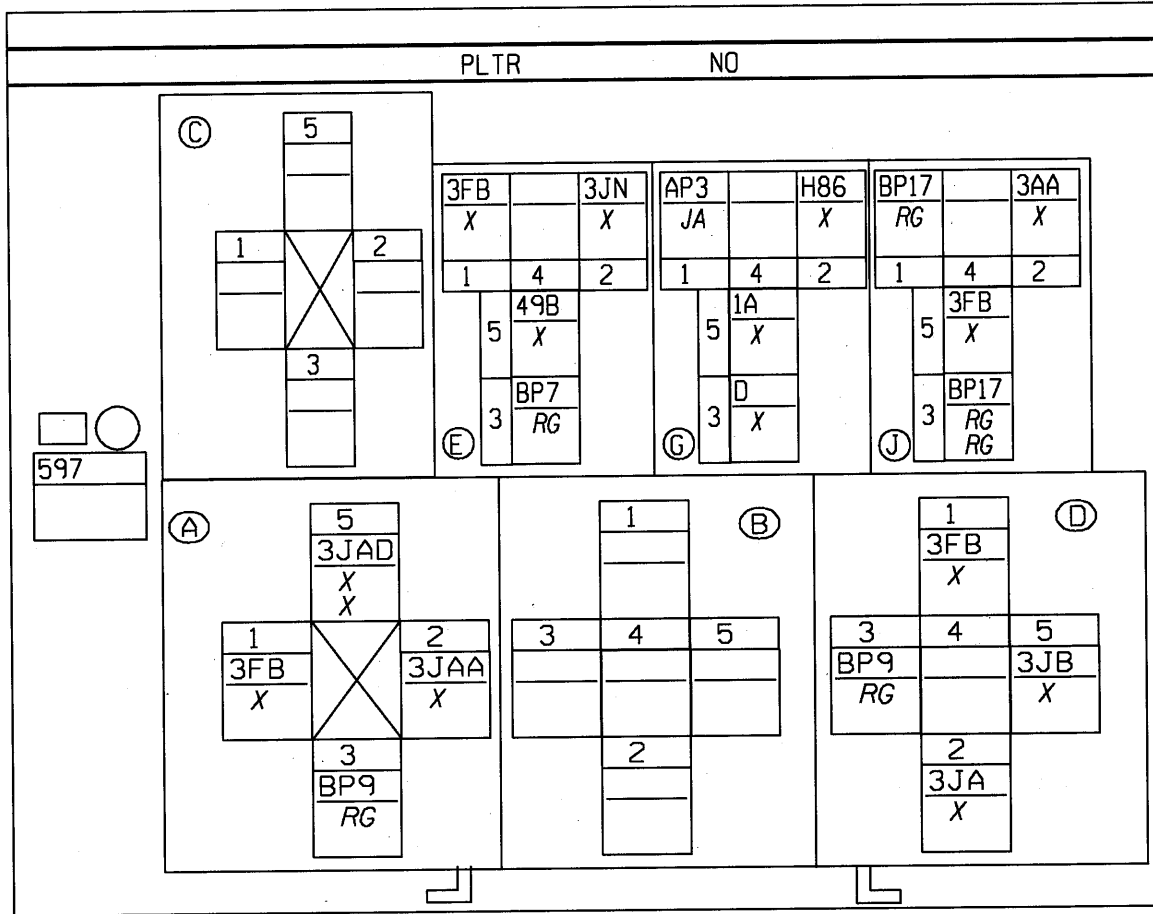 PLTR NO
C
5
1 2
3
3FB 3JN
X X
1 4 2
5 49B
X
3 BP7
RG
E
AP3 H86
JA X
1 4 2
5 1A
X
3 D
X
G
BP17 3AA
RG X
1 4 2
5 3FB
X
3 BP17
RG
RG
J
597
A
5
3JAD
X
X
1 2
3FB 3JAA
X X
3
BP9
RG
B
1
3 4 5
2
D
1
3FB
X
3 4 5
BP9 3JB
RG X
2
3JA
X